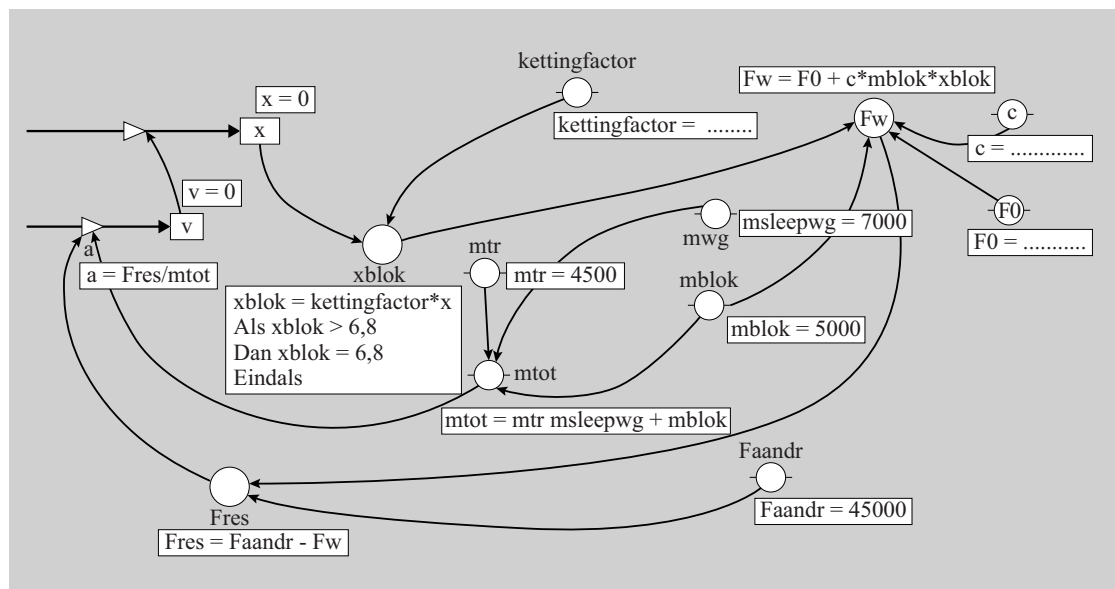 kettingfactor
Fw = F0 + c*mblok*xblok
x = 0
x
kettingfactor = ........
Fw
c
c = .............
v = 0
v
a
a = Fres/mtot
xblok
mtr
mtr = 4500
mwg
msleepwg = 7000
F0
F0 = ...........
xblok = kettingfactor*x
Als xblok > 6,8
Dan xblok = 6,8
Eindals
mblok
mblok = 5000
mtot
mtot = mtr msleepwg + mblok
Faandr
Faandr = 45000
Fres
Fres = Faandr - Fw